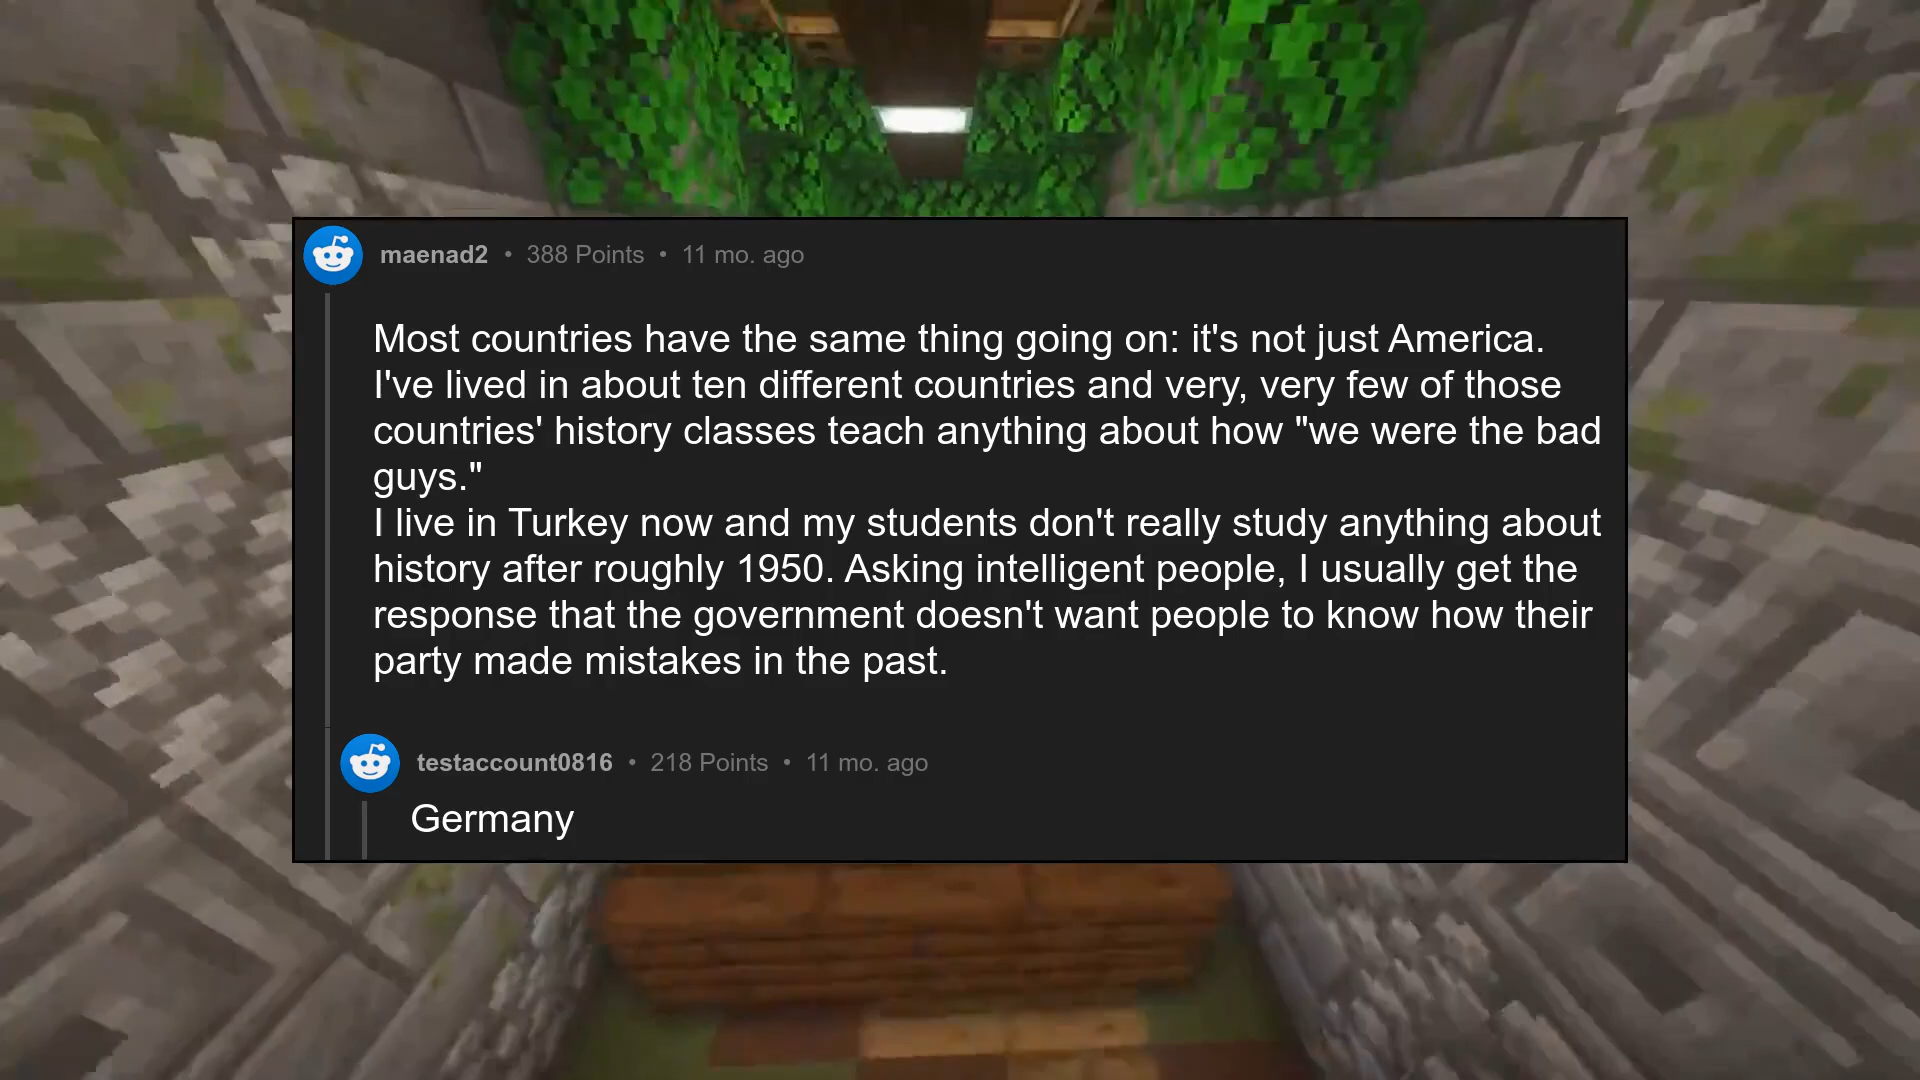 maenad2 • 388 Points • 11 mo. ago
Most countries have the same thing going on: it's not just America.
I've lived in about ten different countries and very, very few of those
countries' history classes teach anything about how "we were the bad
guys."
I live in Turkey now and my students don't really study anything about
history after roughly 1950. Asking intelligent people, I usually get the
response that the government doesn't want people to know how their
party made mistakes in the past.
testaccount0816 • 218 Points • 11 mo. ago
Germany